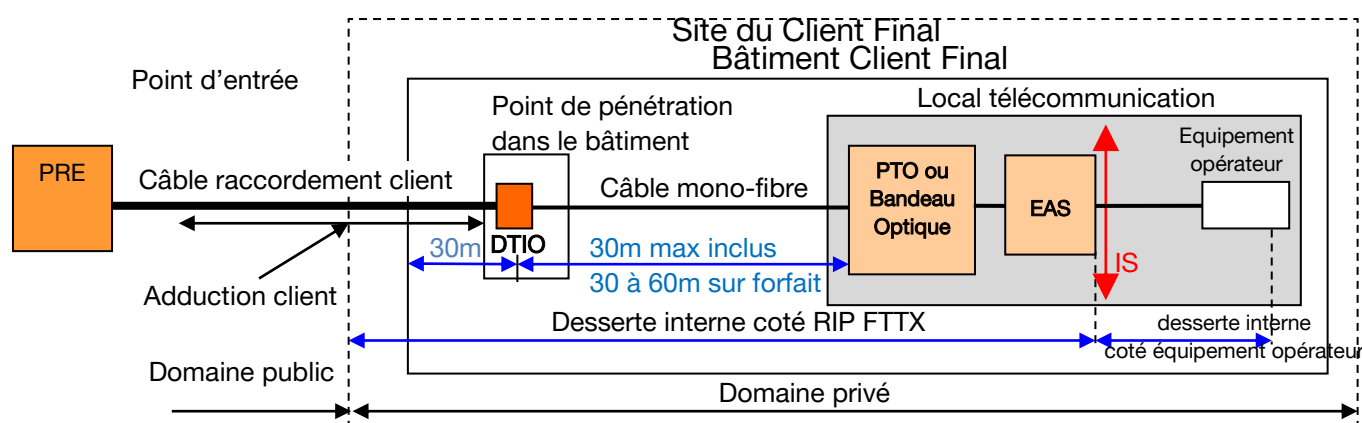 Site du Client Final
Bâtiment Client Final
Point d'entrée
Point de pénétration
dans le bâtiment
Local télécommunication
Equipement
opérateur
PRE
Câble raccordement client
Câble mono-fibre
PTO ou
Bandeau
Optique
EAS
30m
DTIO
30m max inclus
IS
30 à 60m sur forfait
Adduction client
Desserte interne coté RIP FTTX
desserte interne
coté équipement opérateur
Domaine public
Domaine privé